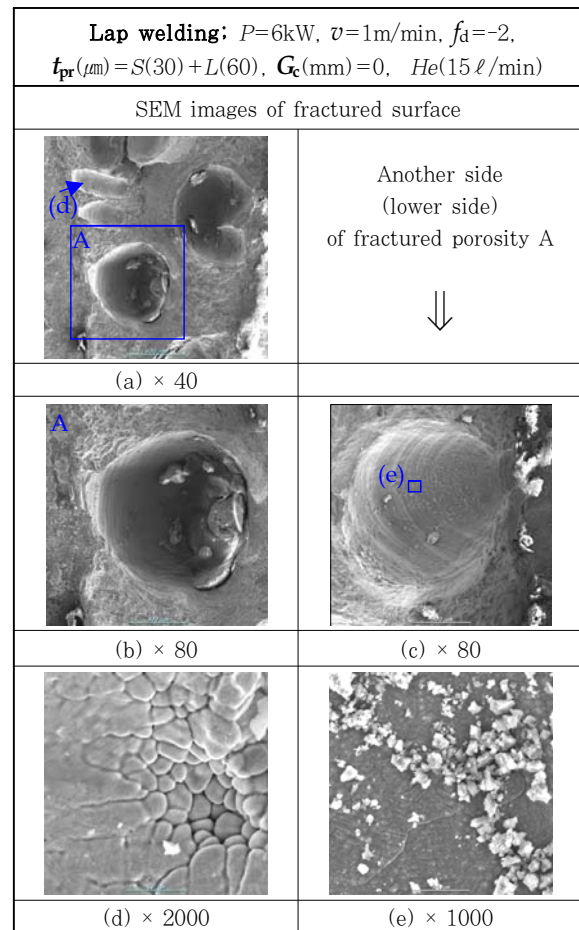 Lap welding; P=6kW, v=1m/min, fd=-2,
tpr(μm)=S(30)+L(60), Gc(mm)=0, He(15ℓ/min)
SEM images of fractured surface
(d)
A
Another side
(lower side)
of fractured porosity A
⇓
(a) × 40
A
(e)
(b) × 80
(c) × 80
(d) × 2000
(e) × 1000